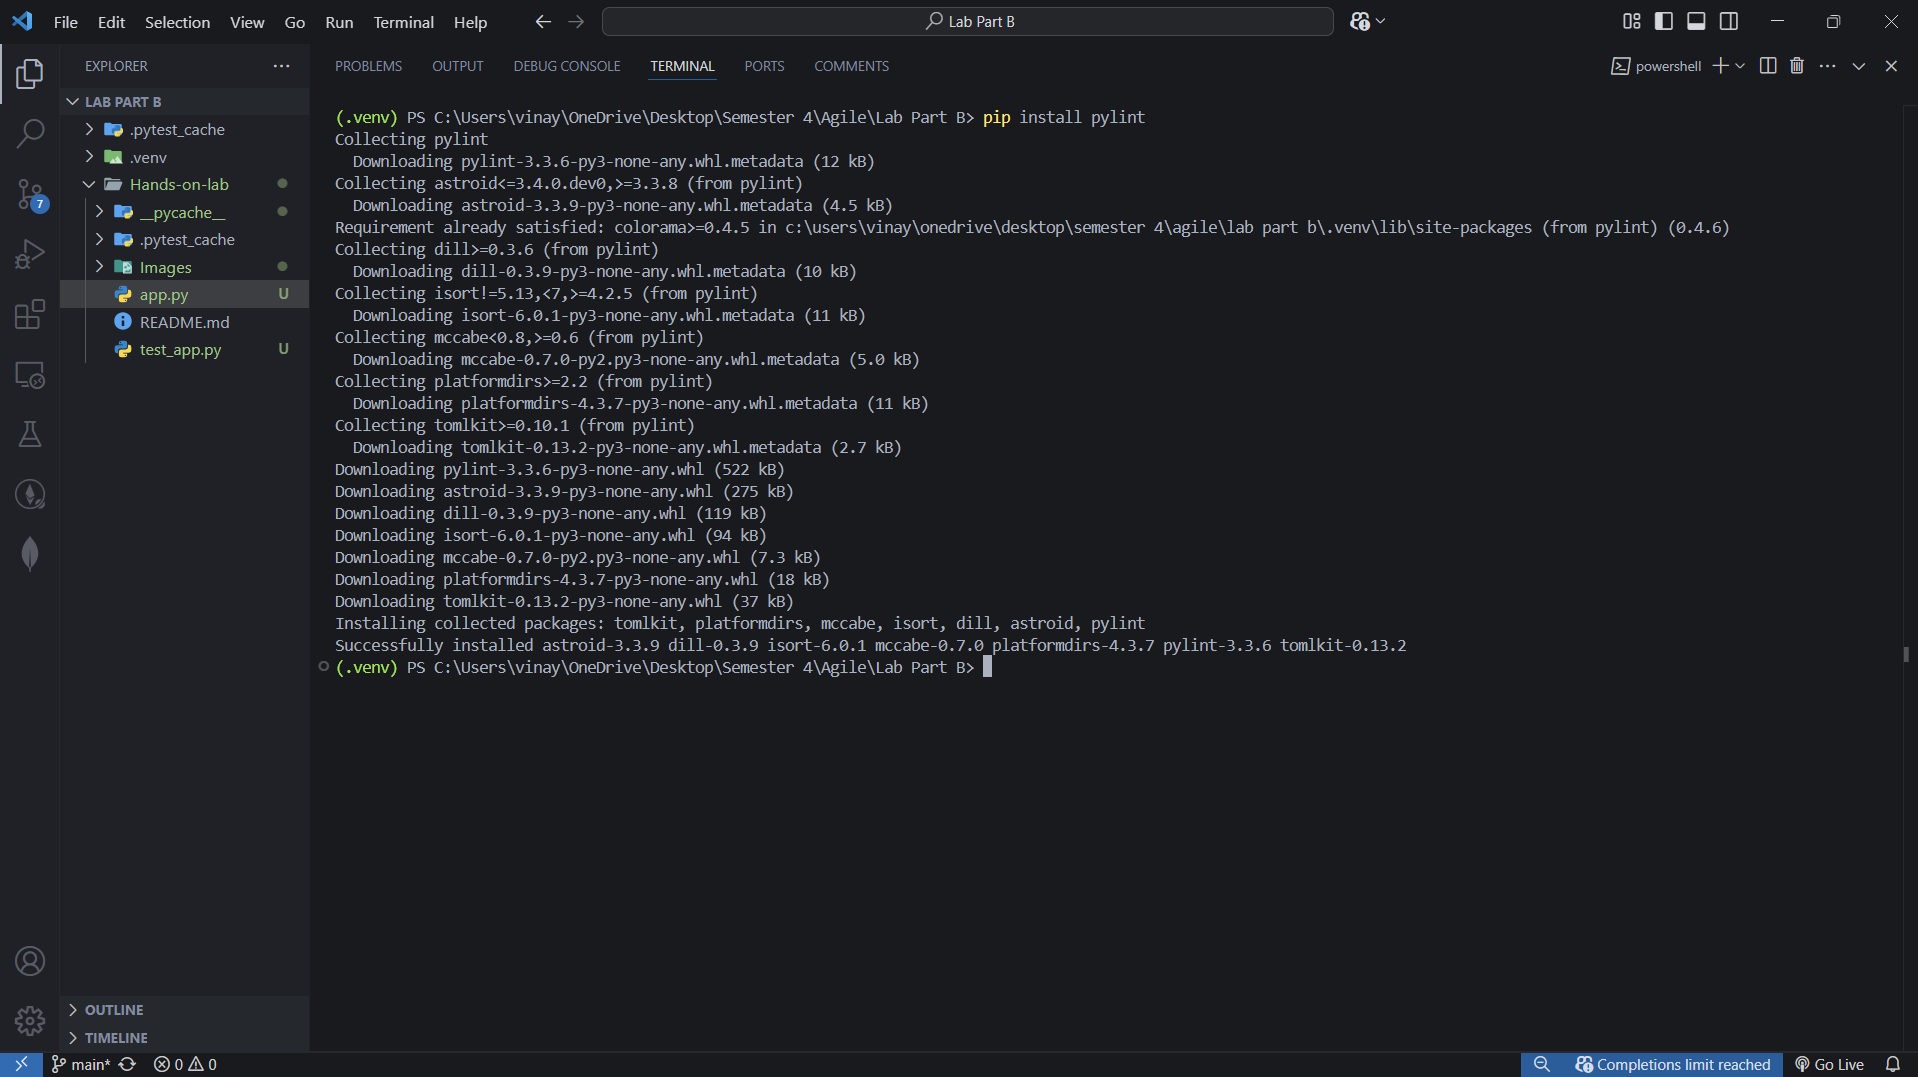 File Edit Selection View Go Run Terminal Help Lab Part B
EXPLORER
PROBLEMS OUTPUT DEBUG CONSOLE TERMINAL PORTS COMMENTS
powershell
LAB PART B
.pytest_cache
.venv
Hands-on-lab
__pycache__
.pytest_cache
Images
app.py U
README.md
test_app.py U
7
(.venv) PS C:\Users\vinay\OneDrive\Desktop\Semester 4\Agile\Lab Part B> pip install pylint
Collecting pylint
  Downloading pylint-3.3.6-py3-none-any.whl.metadata (12 kB)
Collecting astroid<=3.4.0.dev0,>=3.3.8 (from pylint)
  Downloading astroid-3.3.9-py3-none-any.whl.metadata (4.5 kB)
Requirement already satisfied: colorama>=0.4.5 in c:\users\vinay\onedrive\desktop\semester 4\agile\lab part b\.venv\lib\site-packages (from pylint) (0.4.6)
Collecting dill>=0.3.6 (from pylint)
  Downloading dill-0.3.9-py3-none-any.whl.metadata (10 kB)
Collecting isort!=5.13,<7,>=4.2.5 (from pylint)
  Downloading isort-6.0.1-py3-none-any.whl.metadata (11 kB)
Collecting mccabe<0.8,>=0.6 (from pylint)
  Downloading mccabe-0.7.0-py2.py3-none-any.whl.metadata (5.0 kB)
Collecting platformdirs>=2.2 (from pylint)
  Downloading platformdirs-4.3.7-py3-none-any.whl.metadata (11 kB)
Collecting tomlkit>=0.10.1 (from pylint)
  Downloading tomlkit-0.13.2-py3-none-any.whl.metadata (2.7 kB)
Downloading pylint-3.3.6-py3-none-any.whl (522 kB)
Downloading astroid-3.3.9-py3-none-any.whl (275 kB)
Downloading dill-0.3.9-py3-none-any.whl (119 kB)
Downloading isort-6.0.1-py3-none-any.whl (94 kB)
Downloading mccabe-0.7.0-py2.py3-none-any.whl (7.3 kB)
Downloading platformdirs-4.3.7-py3-none-any.whl (18 kB)
Downloading tomlkit-0.13.2-py3-none-any.whl (37 kB)
Installing collected packages: tomlkit, platformdirs, mccabe, isort, dill, astroid, pylint
Successfully installed astroid-3.3.9 dill-0.3.9 isort-6.0.1 mccabe-0.7.0 platformdirs-4.3.7 pylint-3.3.6 tomlkit-0.13.2
(.venv) PS C:\Users\vinay\OneDrive\Desktop\Semester 4\Agile\Lab Part B>
OUTLINE
TIMELINE
main* 0 0 Completions limit reached Go Live